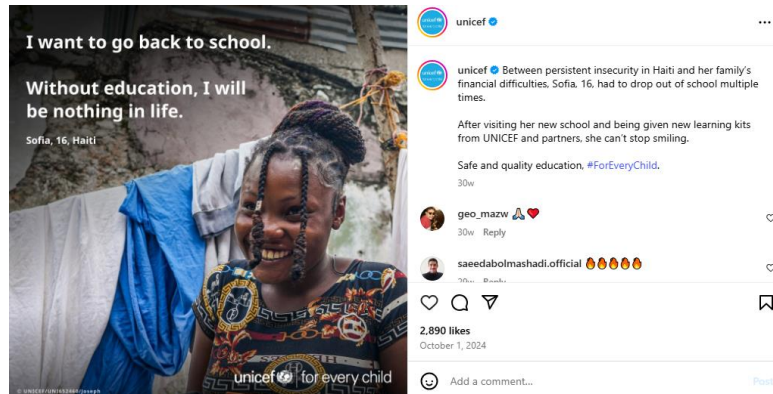 I want to go back to school.
Without education, I will
be nothing in life.
Sofia, 16, Haiti
unicef for every child
unicef
unicef Between persistent insecurity in Haiti and her family's
financial difficulties, Sofia, 16, had to drop out of school multiple
times.
After visiting her new school and being given new learning kits
from UNICEF and partners, she can't stop smiling.
Safe and quality education, #ForEveryChild.
30w
geo_mazw 🙏🏽❤️
30w Reply
saeedabolmashadi.official 🔥🔥🔥🔥🔥
Reply
2,890 likes
October 1, 2024
Add a comment...
Post